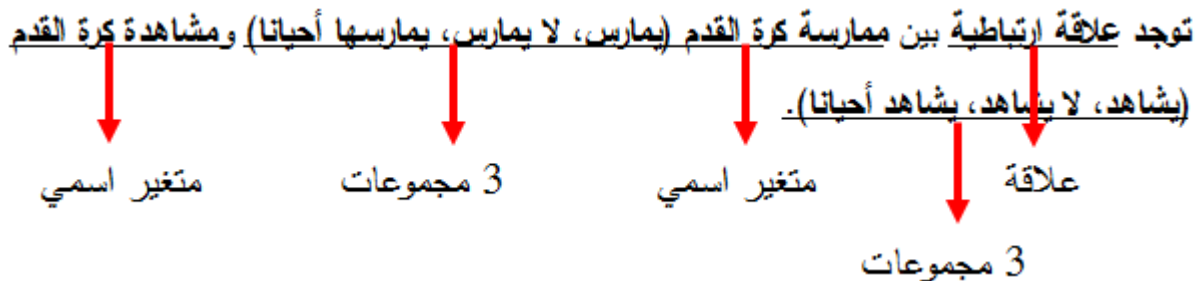 توجد علاقة ارتباطية بين ممارسة كرة القدم (يمارس، لا يمارس، يمارسها أحيانا) ومشاهدة كرة القدم
(يشاهد، لا يشاهد، يشاهد أحيانا).
علاقة متغير اسمي 3 مجموعات متغير اسمي
3 مجموعات